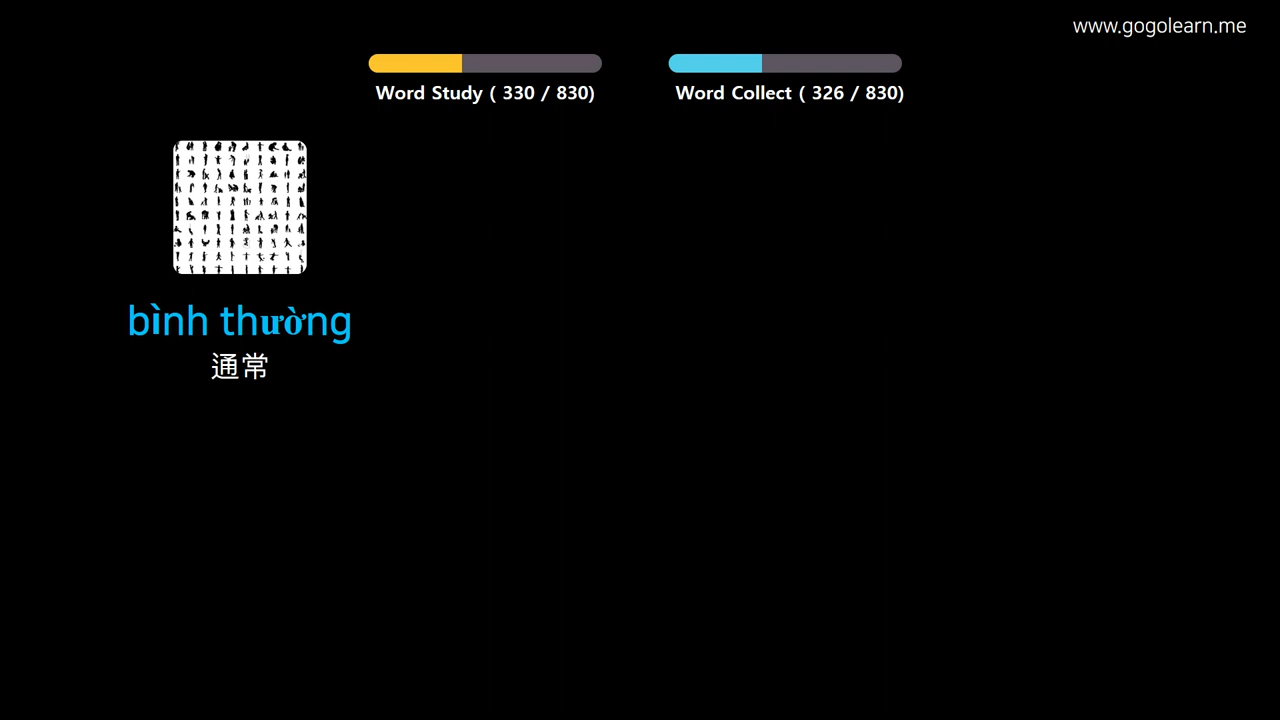 www.gogolearn.me
Word Study ( 330 / 830)
Word Collect ( 326 / 830)
bình thường
通常